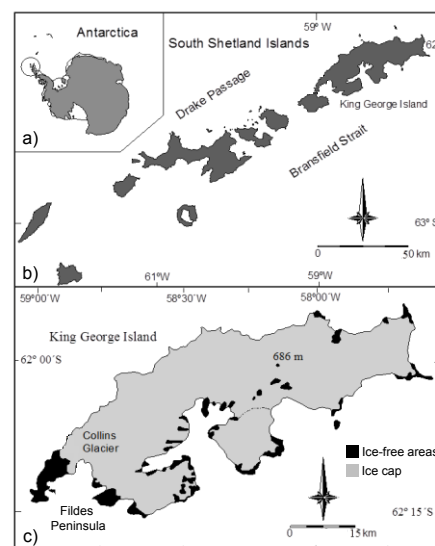 a)
Antarctica
South Shetland Islands
59° W
62
Drake Passage
King George Island
Bransfield Strait
63° S
0 50 km
b)
61°W
59°W
59°00'W
58°30'W
58°00'W
King George Island
62° 00´S
686 m
Collins
Glacier
Ice-free areas
Ice cap
Fildes
Peninsula
62° 15´S
0 15 km
c)